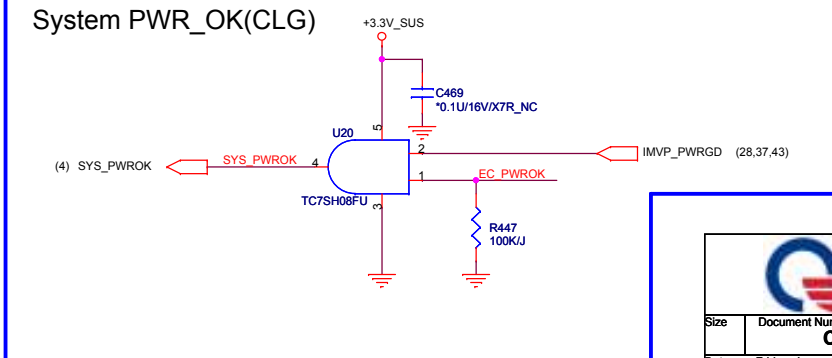 System PWR_OK(CLG)
+3.3V_SUS
C469
*0.1U/16V/X7R_NC
U20
5
2
IMVP_PWRGD (28,37,43)
(4) SYS_PWROK
SYS_PWROK
4
1
EC_PWROK
TC7SH08FU
3
R447
100K/J
Size
Document Nu